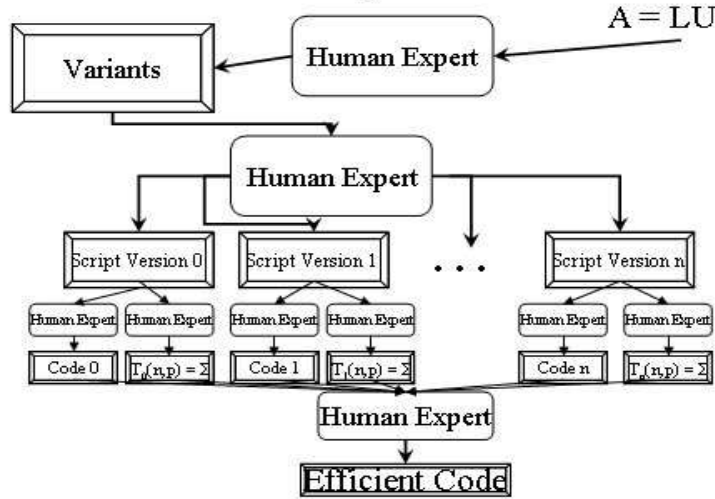 A = LU
Human Expert
Variants
Human Expert
Script Version 0
Script Version 1
. . .
Script Version n
Human Expert
Human Expert
Human Expert
Human Expert
Human Expert
Human Expert
Code 0
T₀(n,p) = Σ
Code 1
T₁(n,p) = Σ
Code n
Tₙ(n,p) = Σ
Human Expert
Efficient Code